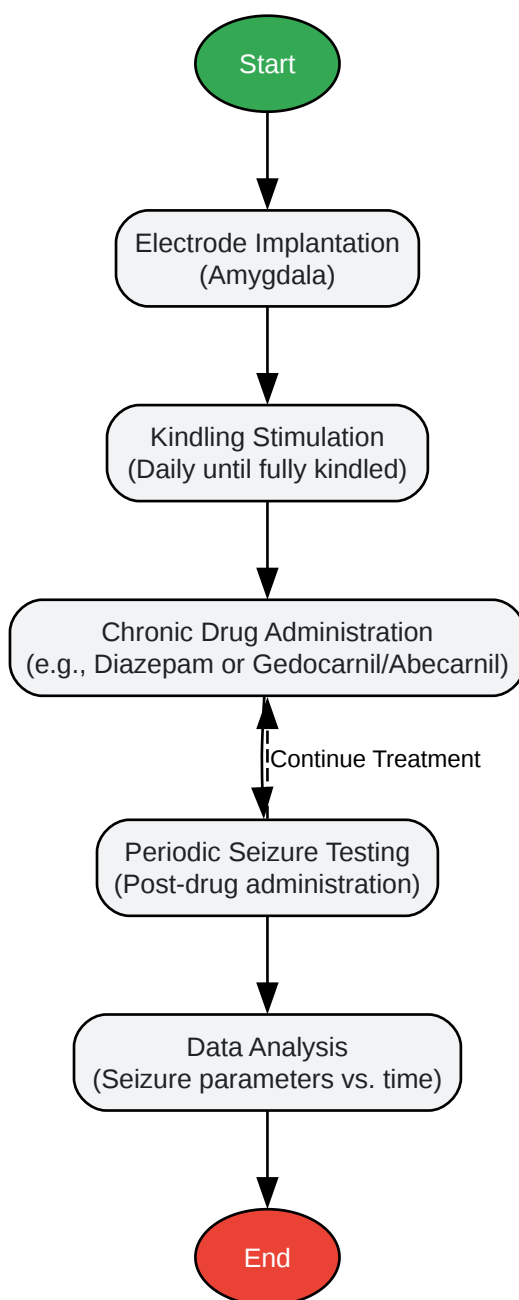 Start
Electrode Implantation
(Amygdala)
Kindling Stimulation
(Daily until fully kindled)
Chronic Drug Administration
(e.g., Diazepam or Gedocarnil/Abecarnil)
Continue Treatment
Periodic Seizure Testing
(Post-drug administration)
Data Analysis
(Seizure parameters vs. time)
End